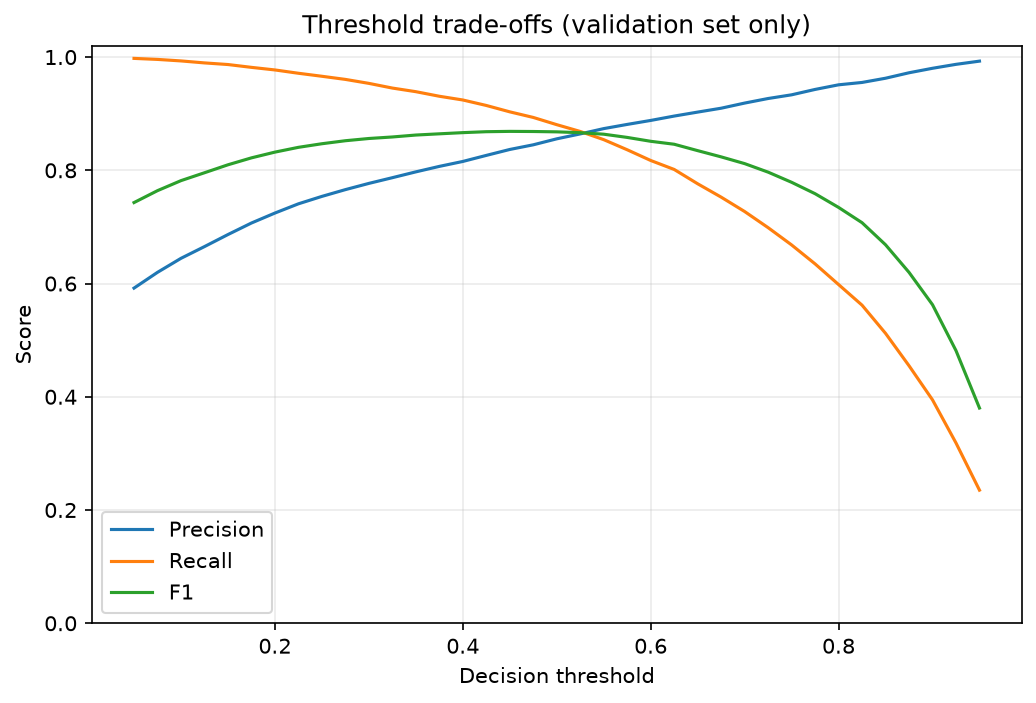 Threshold trade-offs (validation set only)
1.0
0.8
0.6
0.4
0.2
0.0
Score
Precision
Recall
F1
0.2
0.4
0.6
0.8
Decision threshold